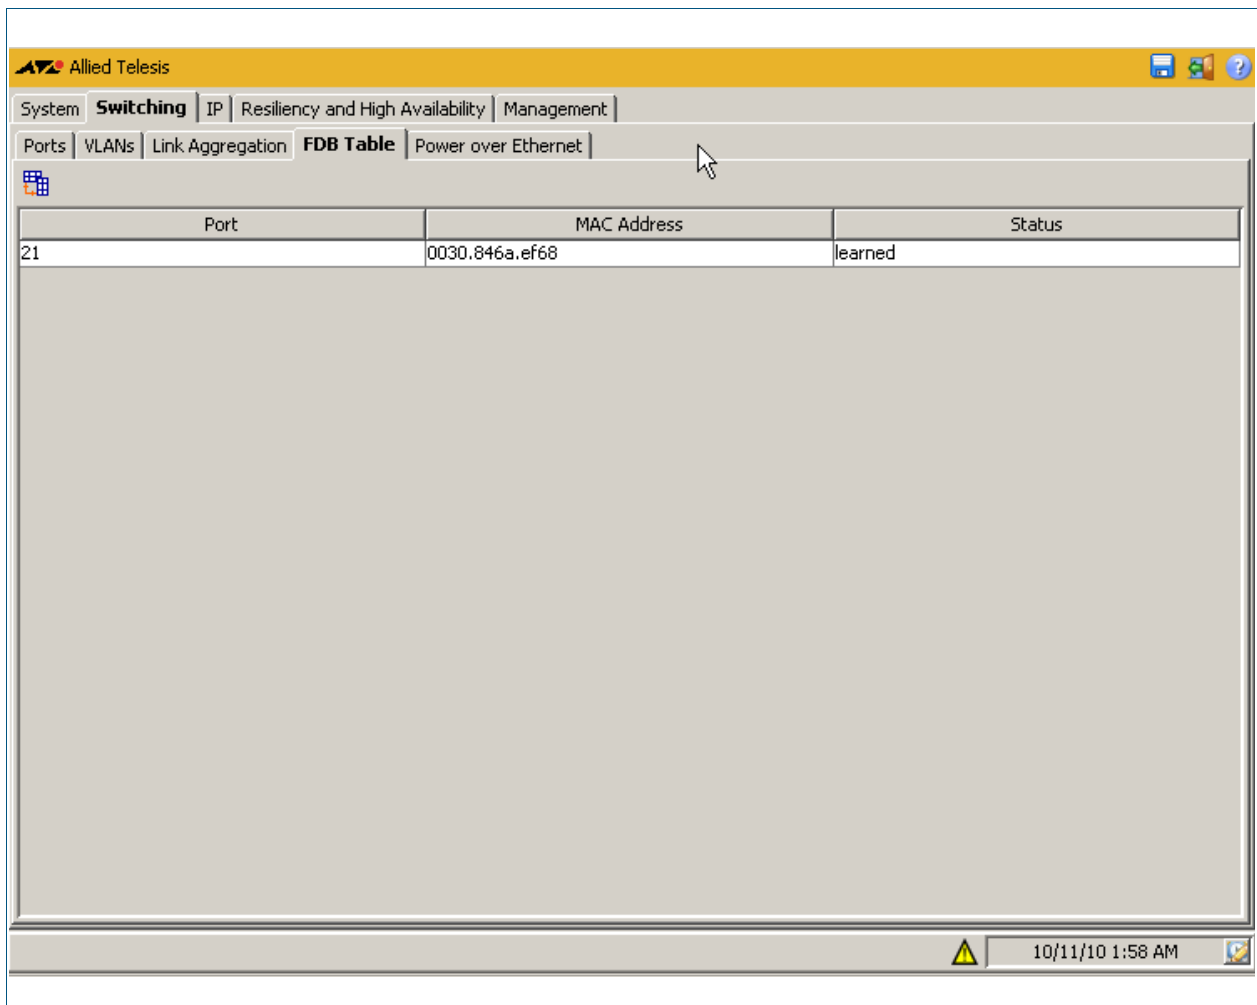 Allied Telesis
System Switching IP Resiliency and High Availability Management
Ports VLANs Link Aggregation FDB Table Power over Ethernet
Port MAC Address Status
21 0030.846a.ef68 learned
10/11/10 1:58 AM